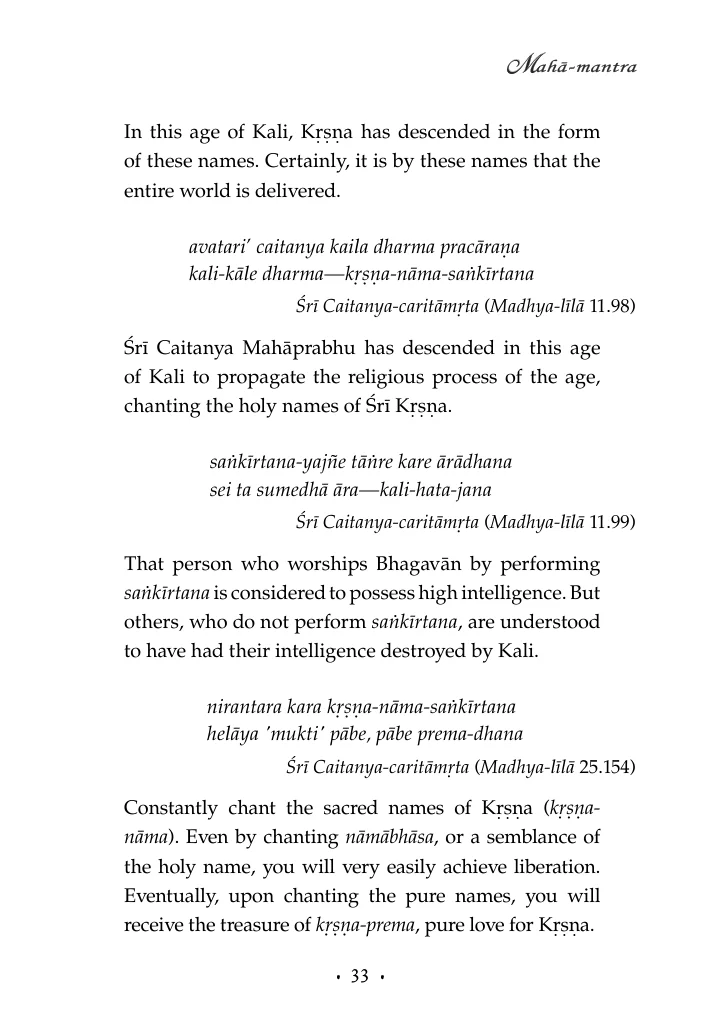 Mahā-mantra
In this age of Kali, Kṛṣṇa has descended in the form
of these names. Certainly, it is by these names that the
entire world is delivered.
avatari’ caitanya kaila dharma pracāraṇa
kali-kāle dharma—kṛṣṇa-nāma-saṅkīrtana
Śrī Caitanya-caritāmṛta (Madhya-līlā 11.98)
Śrī Caitanya Mahāprabhu has descended in this age
of Kali to propagate the religious process of the age,
chanting the holy names of Śrī Kṛṣṇa.
saṅkīrtana-yajñe tāṅre kare ārādhana
sei ta sumedhā āra—kali-hata-jana
Śrī Caitanya-caritāmṛta (Madhya-līlā 11.99)
That person who worships Bhagavān by performing
saṅkīrtana is considered to possess high intelligence. But
others, who do not perform saṅkīrtana, are understood
to have had their intelligence destroyed by Kali.
nirantara kara kṛṣṇa-nāma-saṅkīrtana
helāya 'mukti' pābe, pābe prema-dhana
Śrī Caitanya-caritāmṛta (Madhya-līlā 25.154)
Constantly chant the sacred names of Kṛṣṇa (kṛṣṇa-
nāma). Even by chanting nāmābhāsa, or a semblance of
the holy name, you will very easily achieve liberation.
Eventually, upon chanting the pure names, you will
receive the treasure of kṛṣṇa-prema, pure love for Kṛṣṇa.
• 33 •